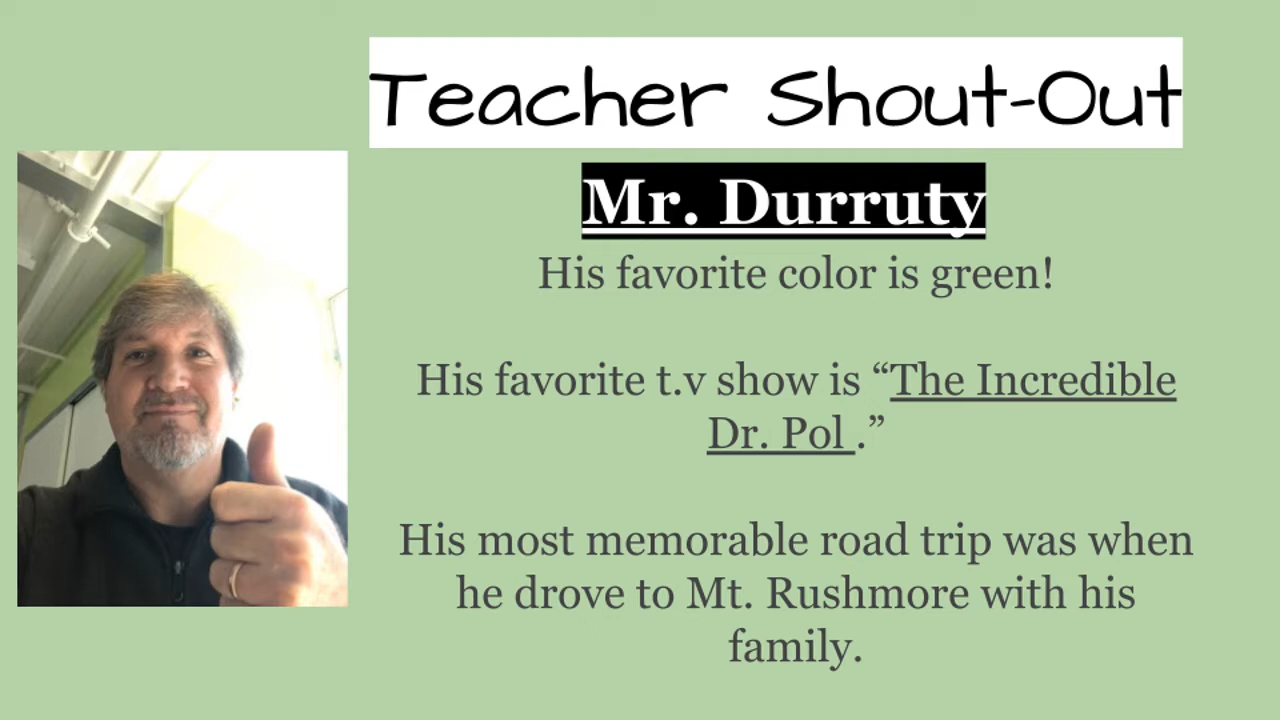 Teacher Shout-Out
Mr. Durruty
His favorite color is green!
His favorite t.v show is “The Incredible
Dr. Pol .”
His most memorable road trip was when
he drove to Mt. Rushmore with his
family.